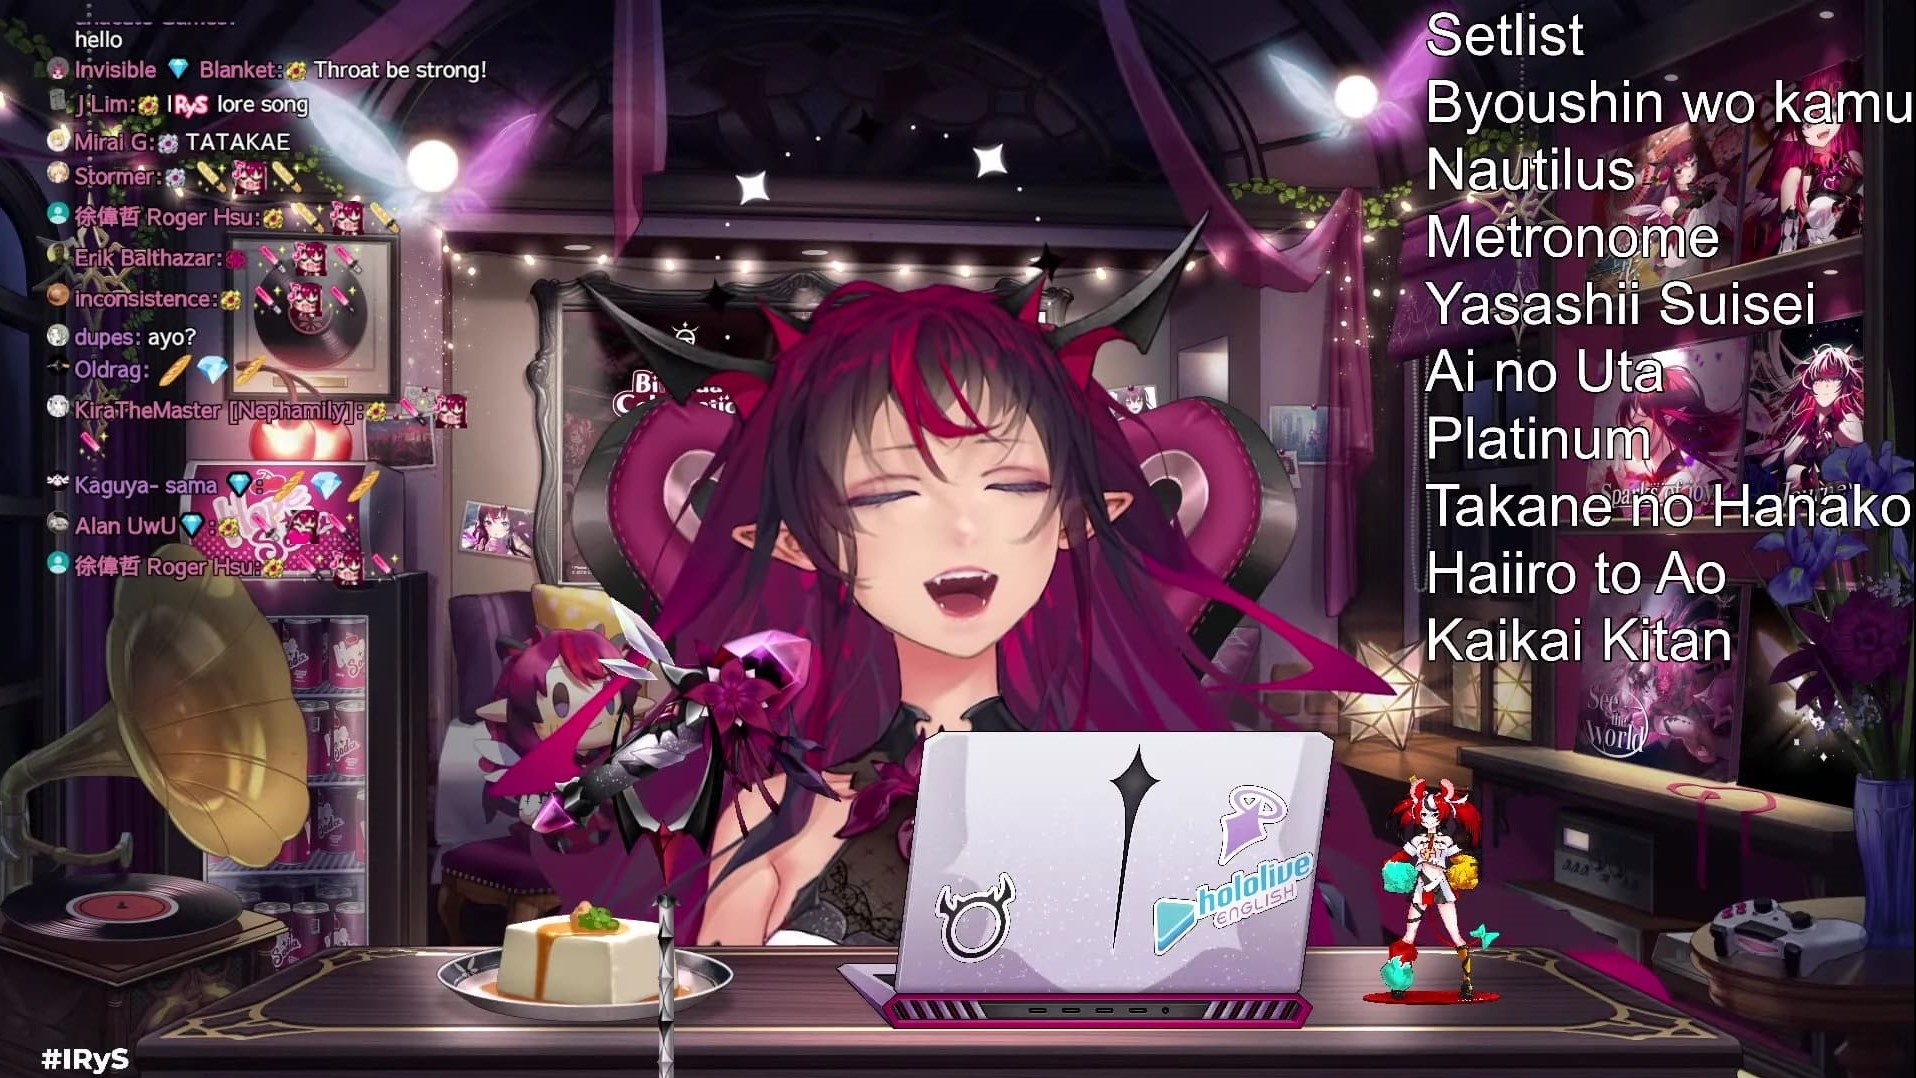 hello
Invisible Blanket: Throat be strong!
J Lim: IRyS lore song
Mirai G: TATAKAE
Stormer:
徐偉哲 Roger Hsu:
Erik Balthazar:
inconsistence:
dupes: ayo?
Oldrag:
KiraTheMaster [Nephamily]:
Kaguya- sama :
Alan UwU :
徐偉哲 Roger Hsu:
#IRyS
Setlist
Byoushin wo kamu
Nautilus
Metronome
Yasashii Suisei
Ai no Uta
Platinum
Takane no Hanako
Haiiro to Ao
Kaikai Kitan
See
the
World
hololive
ENGLISH